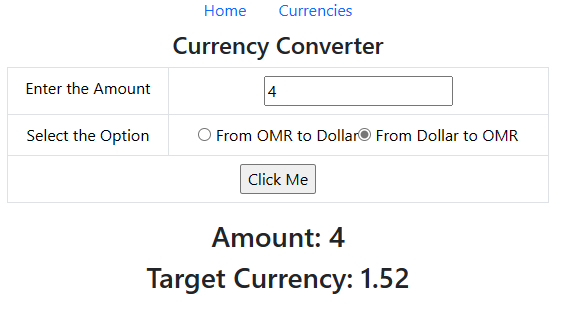 Home Currencies
Currency Converter
Enter the Amount 4
Select the Option From OMR to Dollar From Dollar to OMR
Click Me
Amount: 4
Target Currency: 1.52